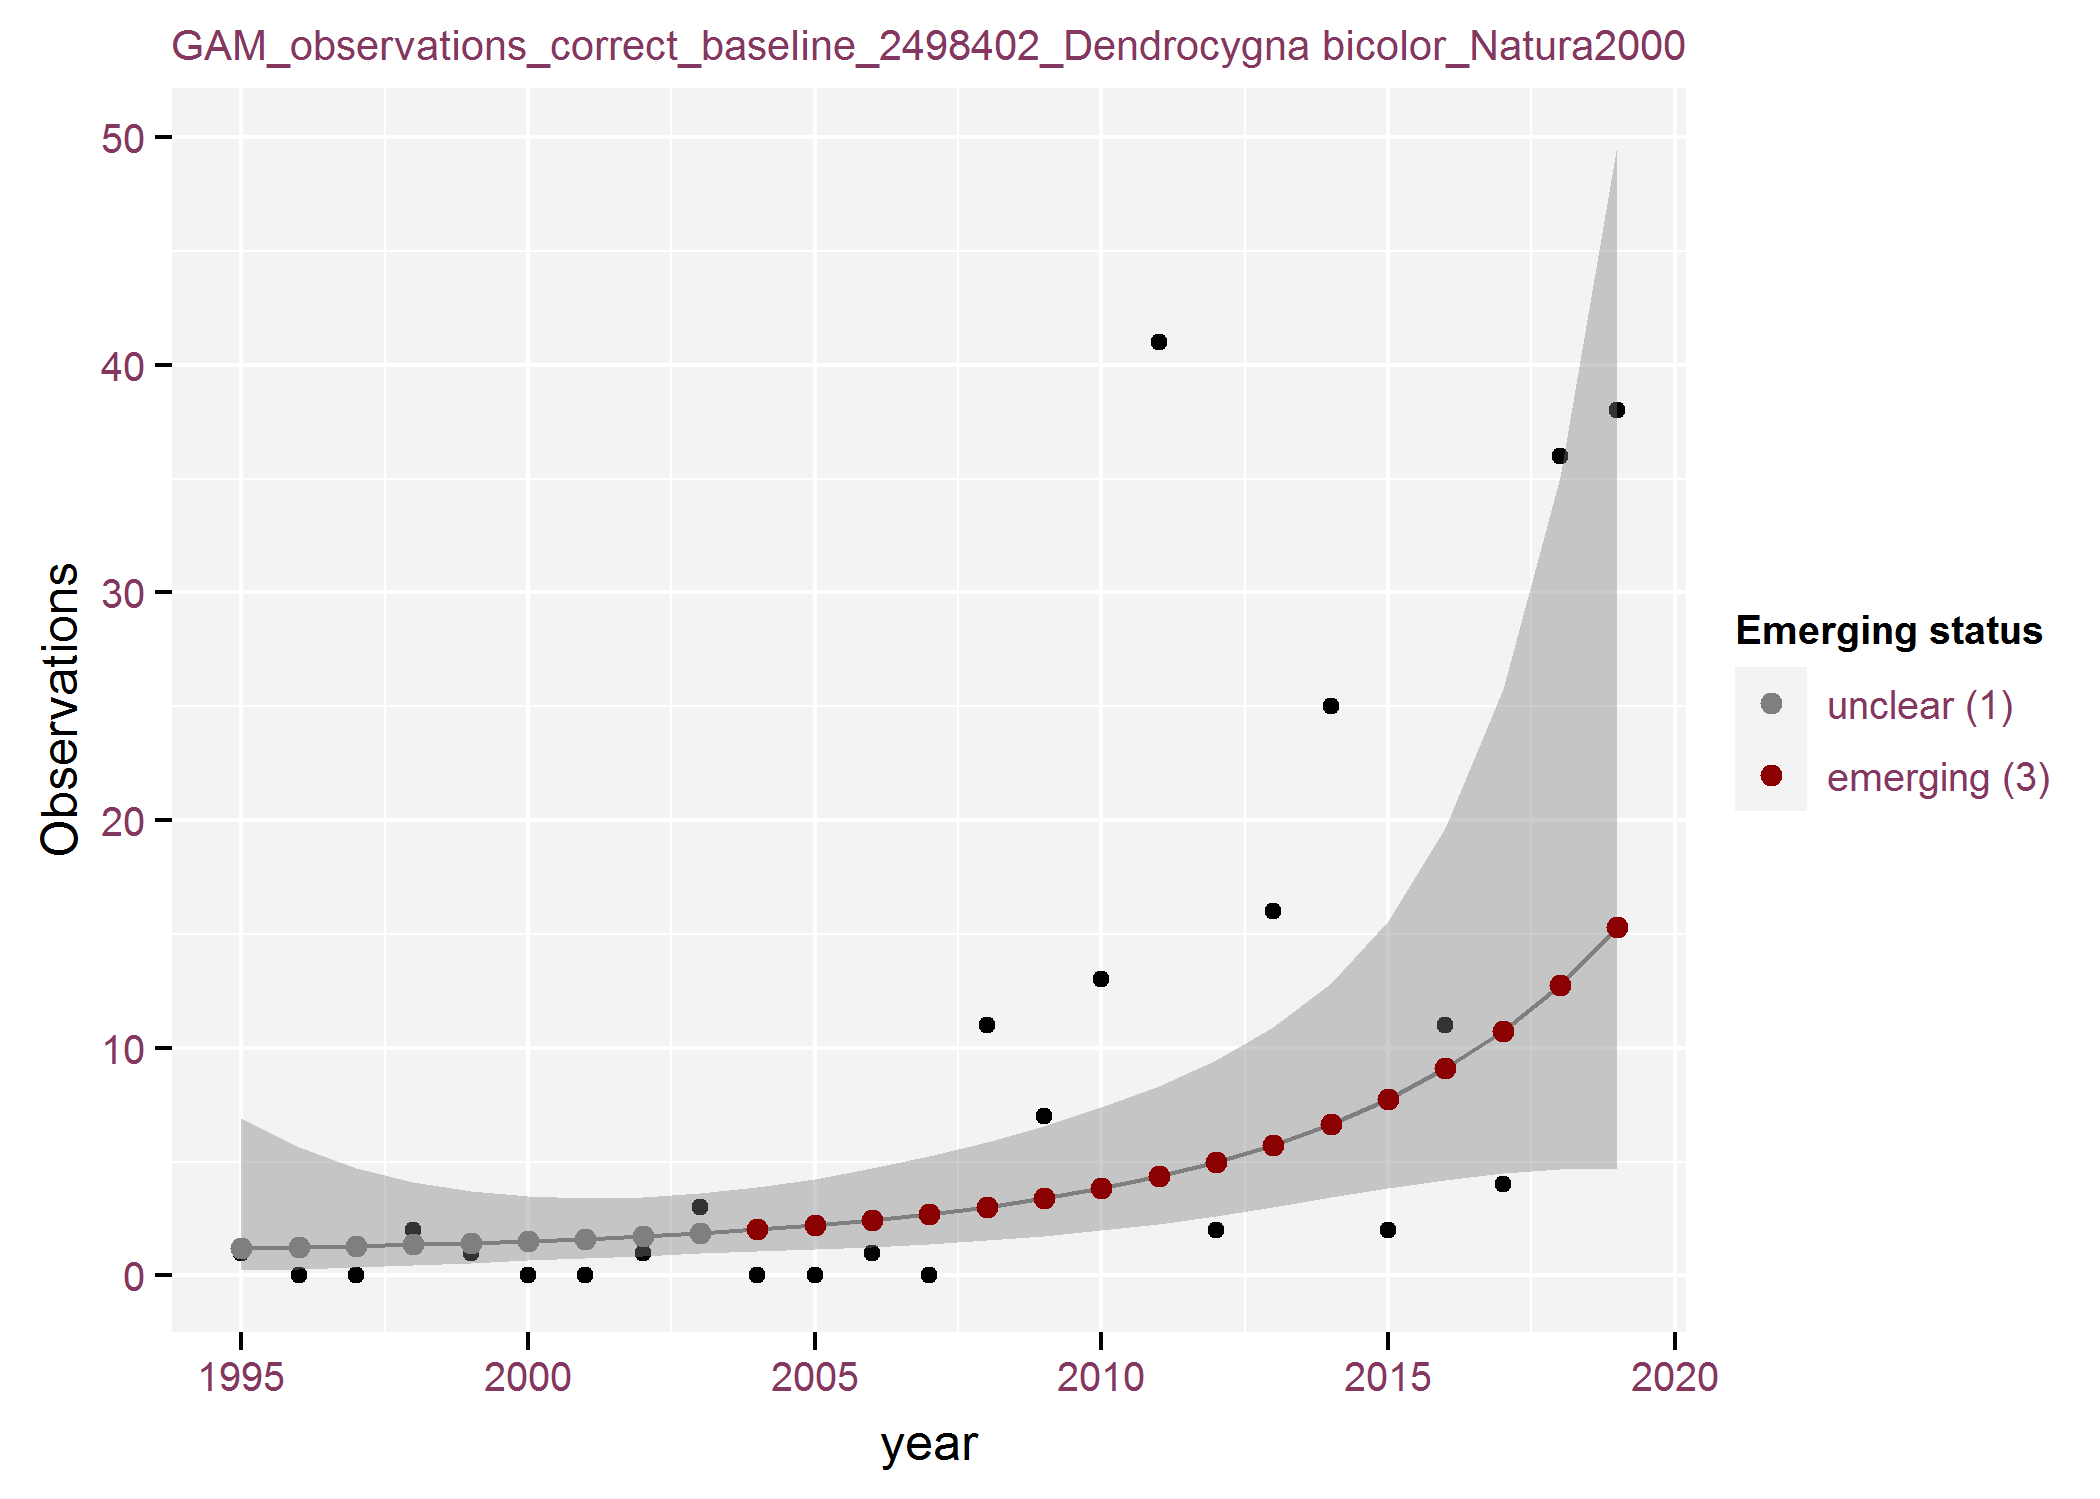 GAM_observations_correct_baseline_2498402_Dendrocygna bicolor_Natura2000
50
40
30
20
10
0
Observations
1995 2000 2005 2010 2015 2020
year
Emerging status
unclear (1)
emerging (3)